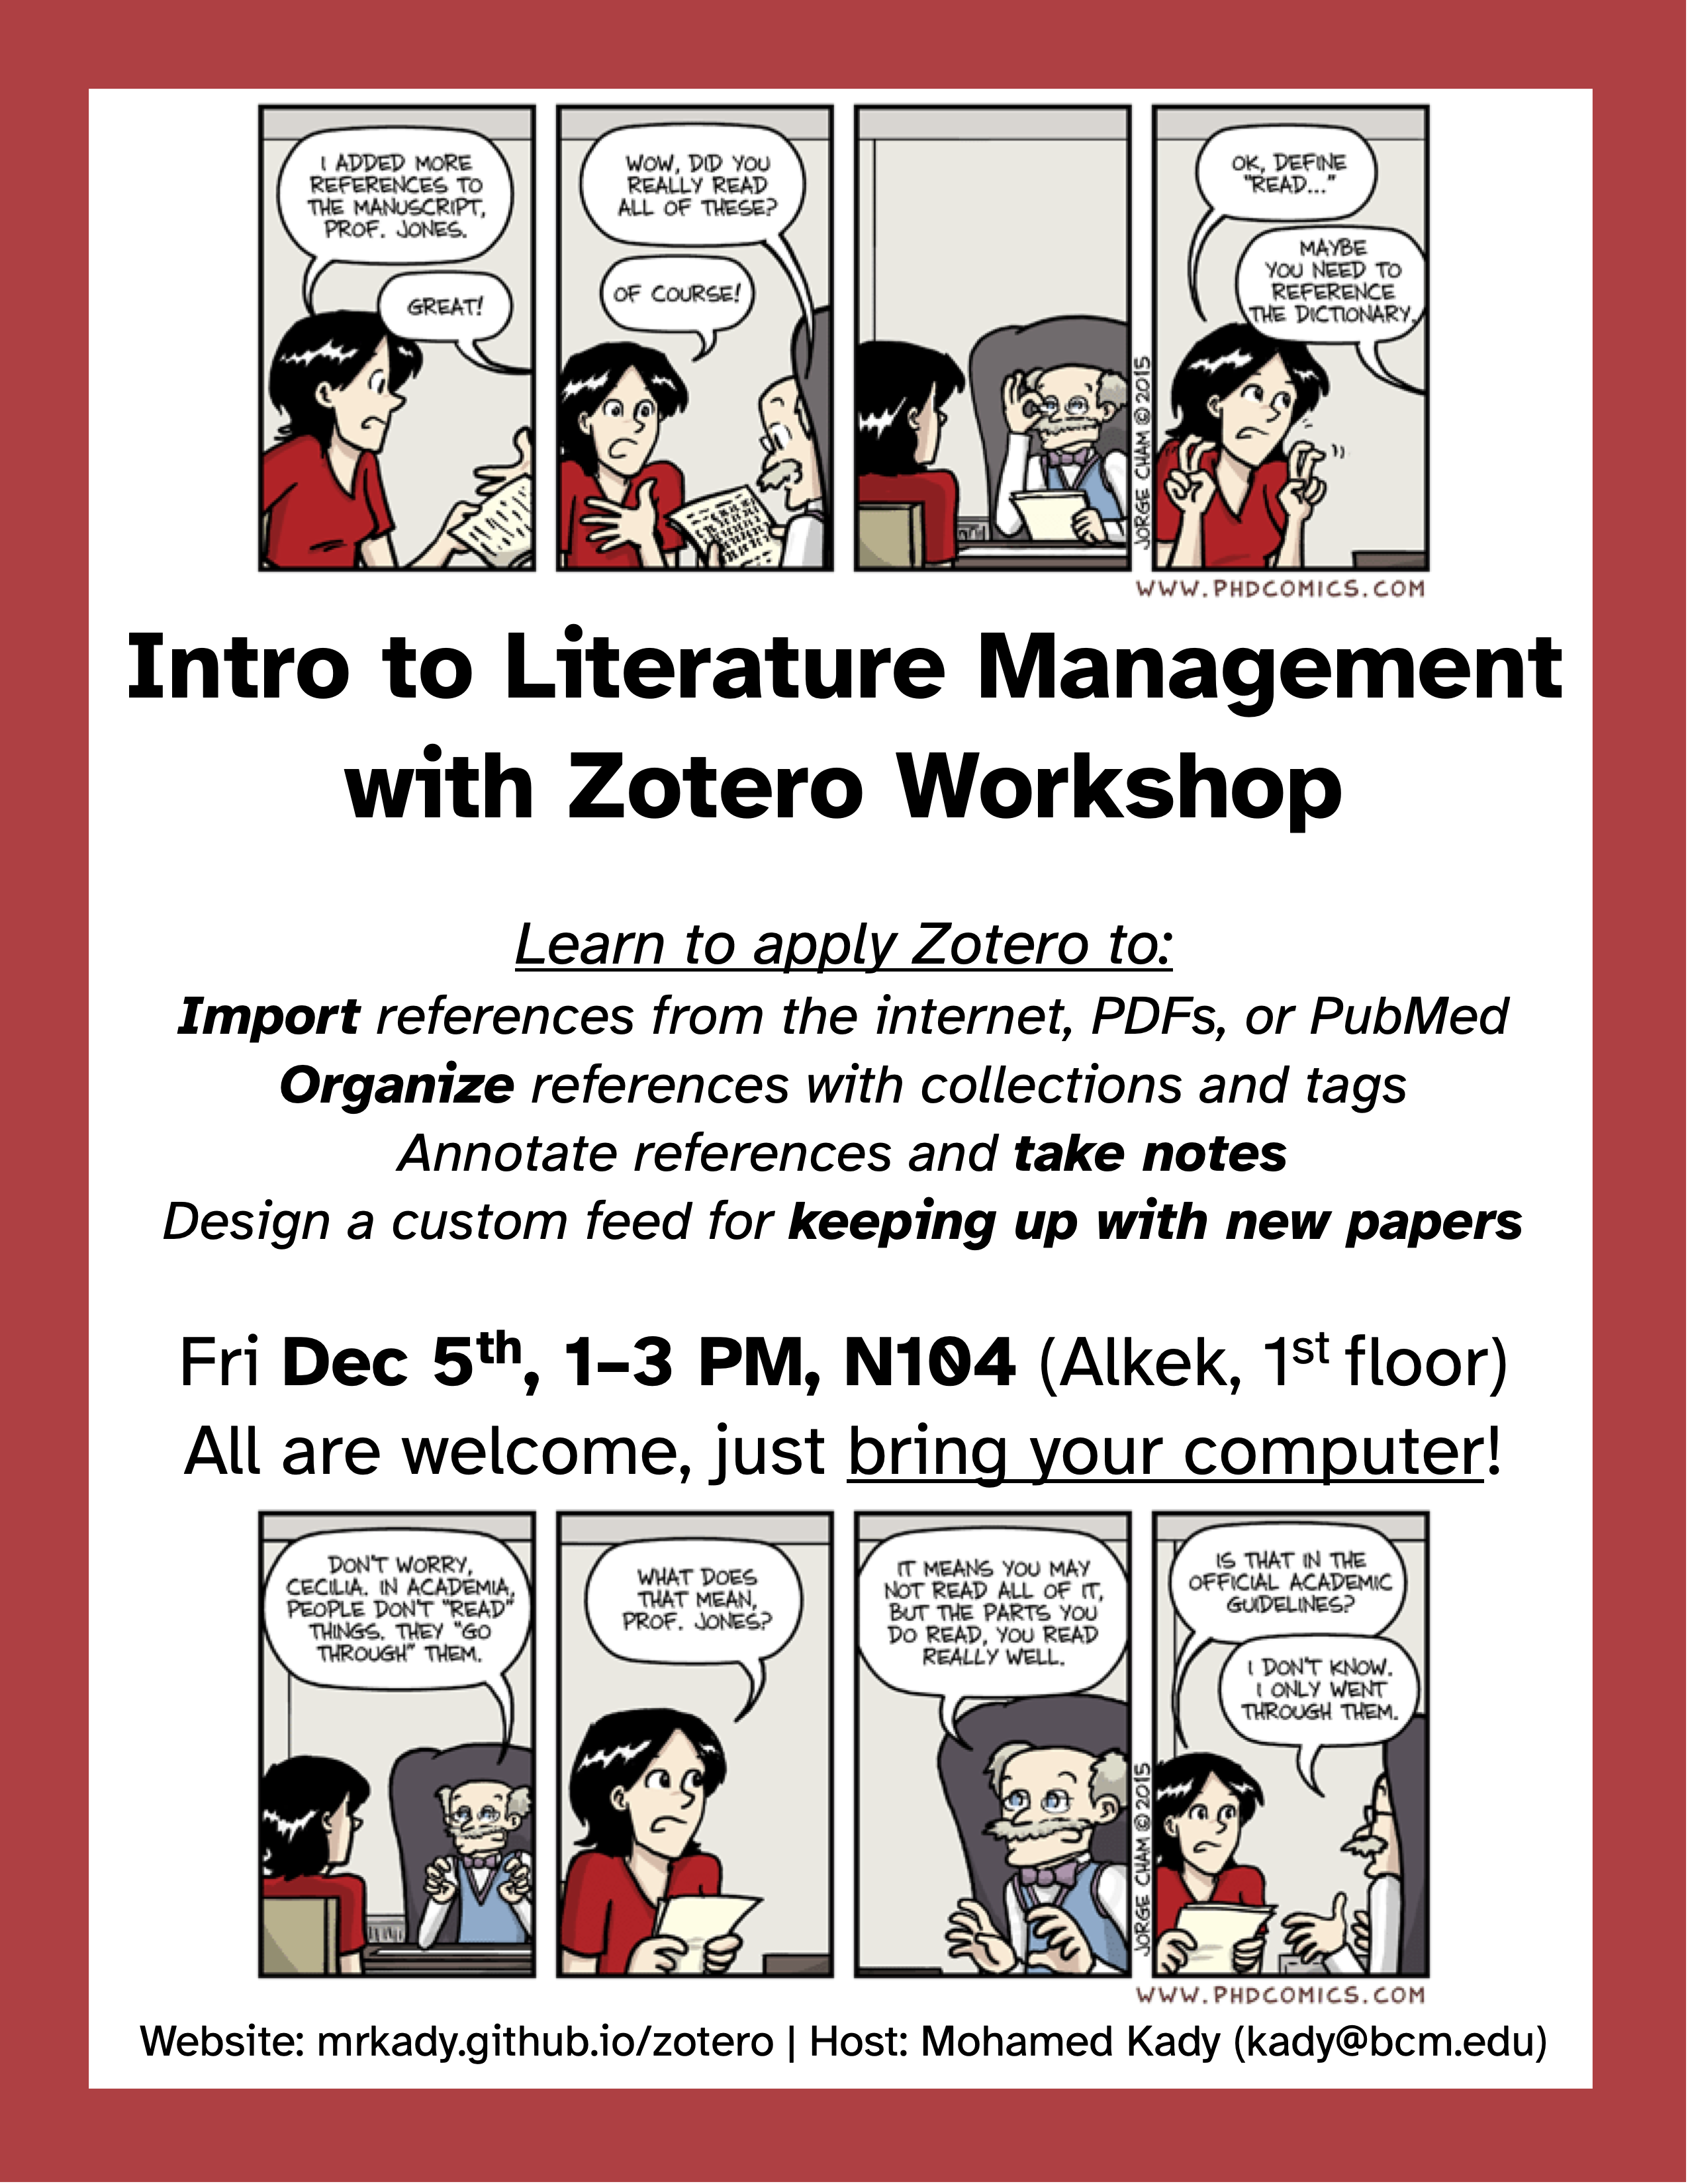 I ADDED MORE
REFERENCES TO
THE MANUSCRIPT,
PROF. JONES.
GREAT!
WOW, DID YOU
REALLY READ
ALL OF THESE?
OF COURSE!
OK, DEFINE
"READ..."
MAYBE
YOU NEED TO
REFERENCE
THE DICTIONARY.
JORGE CHAM © 2015
WWW.PHDCOMICS.COM
Intro to Literature Management
with Zotero Workshop
Learn to apply Zotero to:
Import references from the internet, PDFs, or PubMed
Organize references with collections and tags
Annotate references and take notes
Design a custom feed for keeping up with new papers
Fri Dec 5th, 1–3 PM, N104 (Alkek, 1st floor)
All are welcome, just bring your computer!
DON'T WORRY,
CECILIA. IN ACADEMIA,
PEOPLE DON'T "READ"
THINGS. THEY "GO
THROUGH" THEM.
WHAT DOES
THAT MEAN,
PROF. JONES?
IT MEANS YOU MAY
NOT READ ALL OF IT,
BUT THE PARTS YOU
DO READ, YOU READ
REALLY WELL.
IS THAT IN THE
OFFICIAL ACADEMIC
GUIDELINES?
I DON'T KNOW.
I ONLY WENT
THROUGH THEM.
JORGE CHAM © 2015
WWW.PHDCOMICS.COM
Website: mrkady.github.io/zotero | Host: Mohamed Kady (kady@bcm.edu)